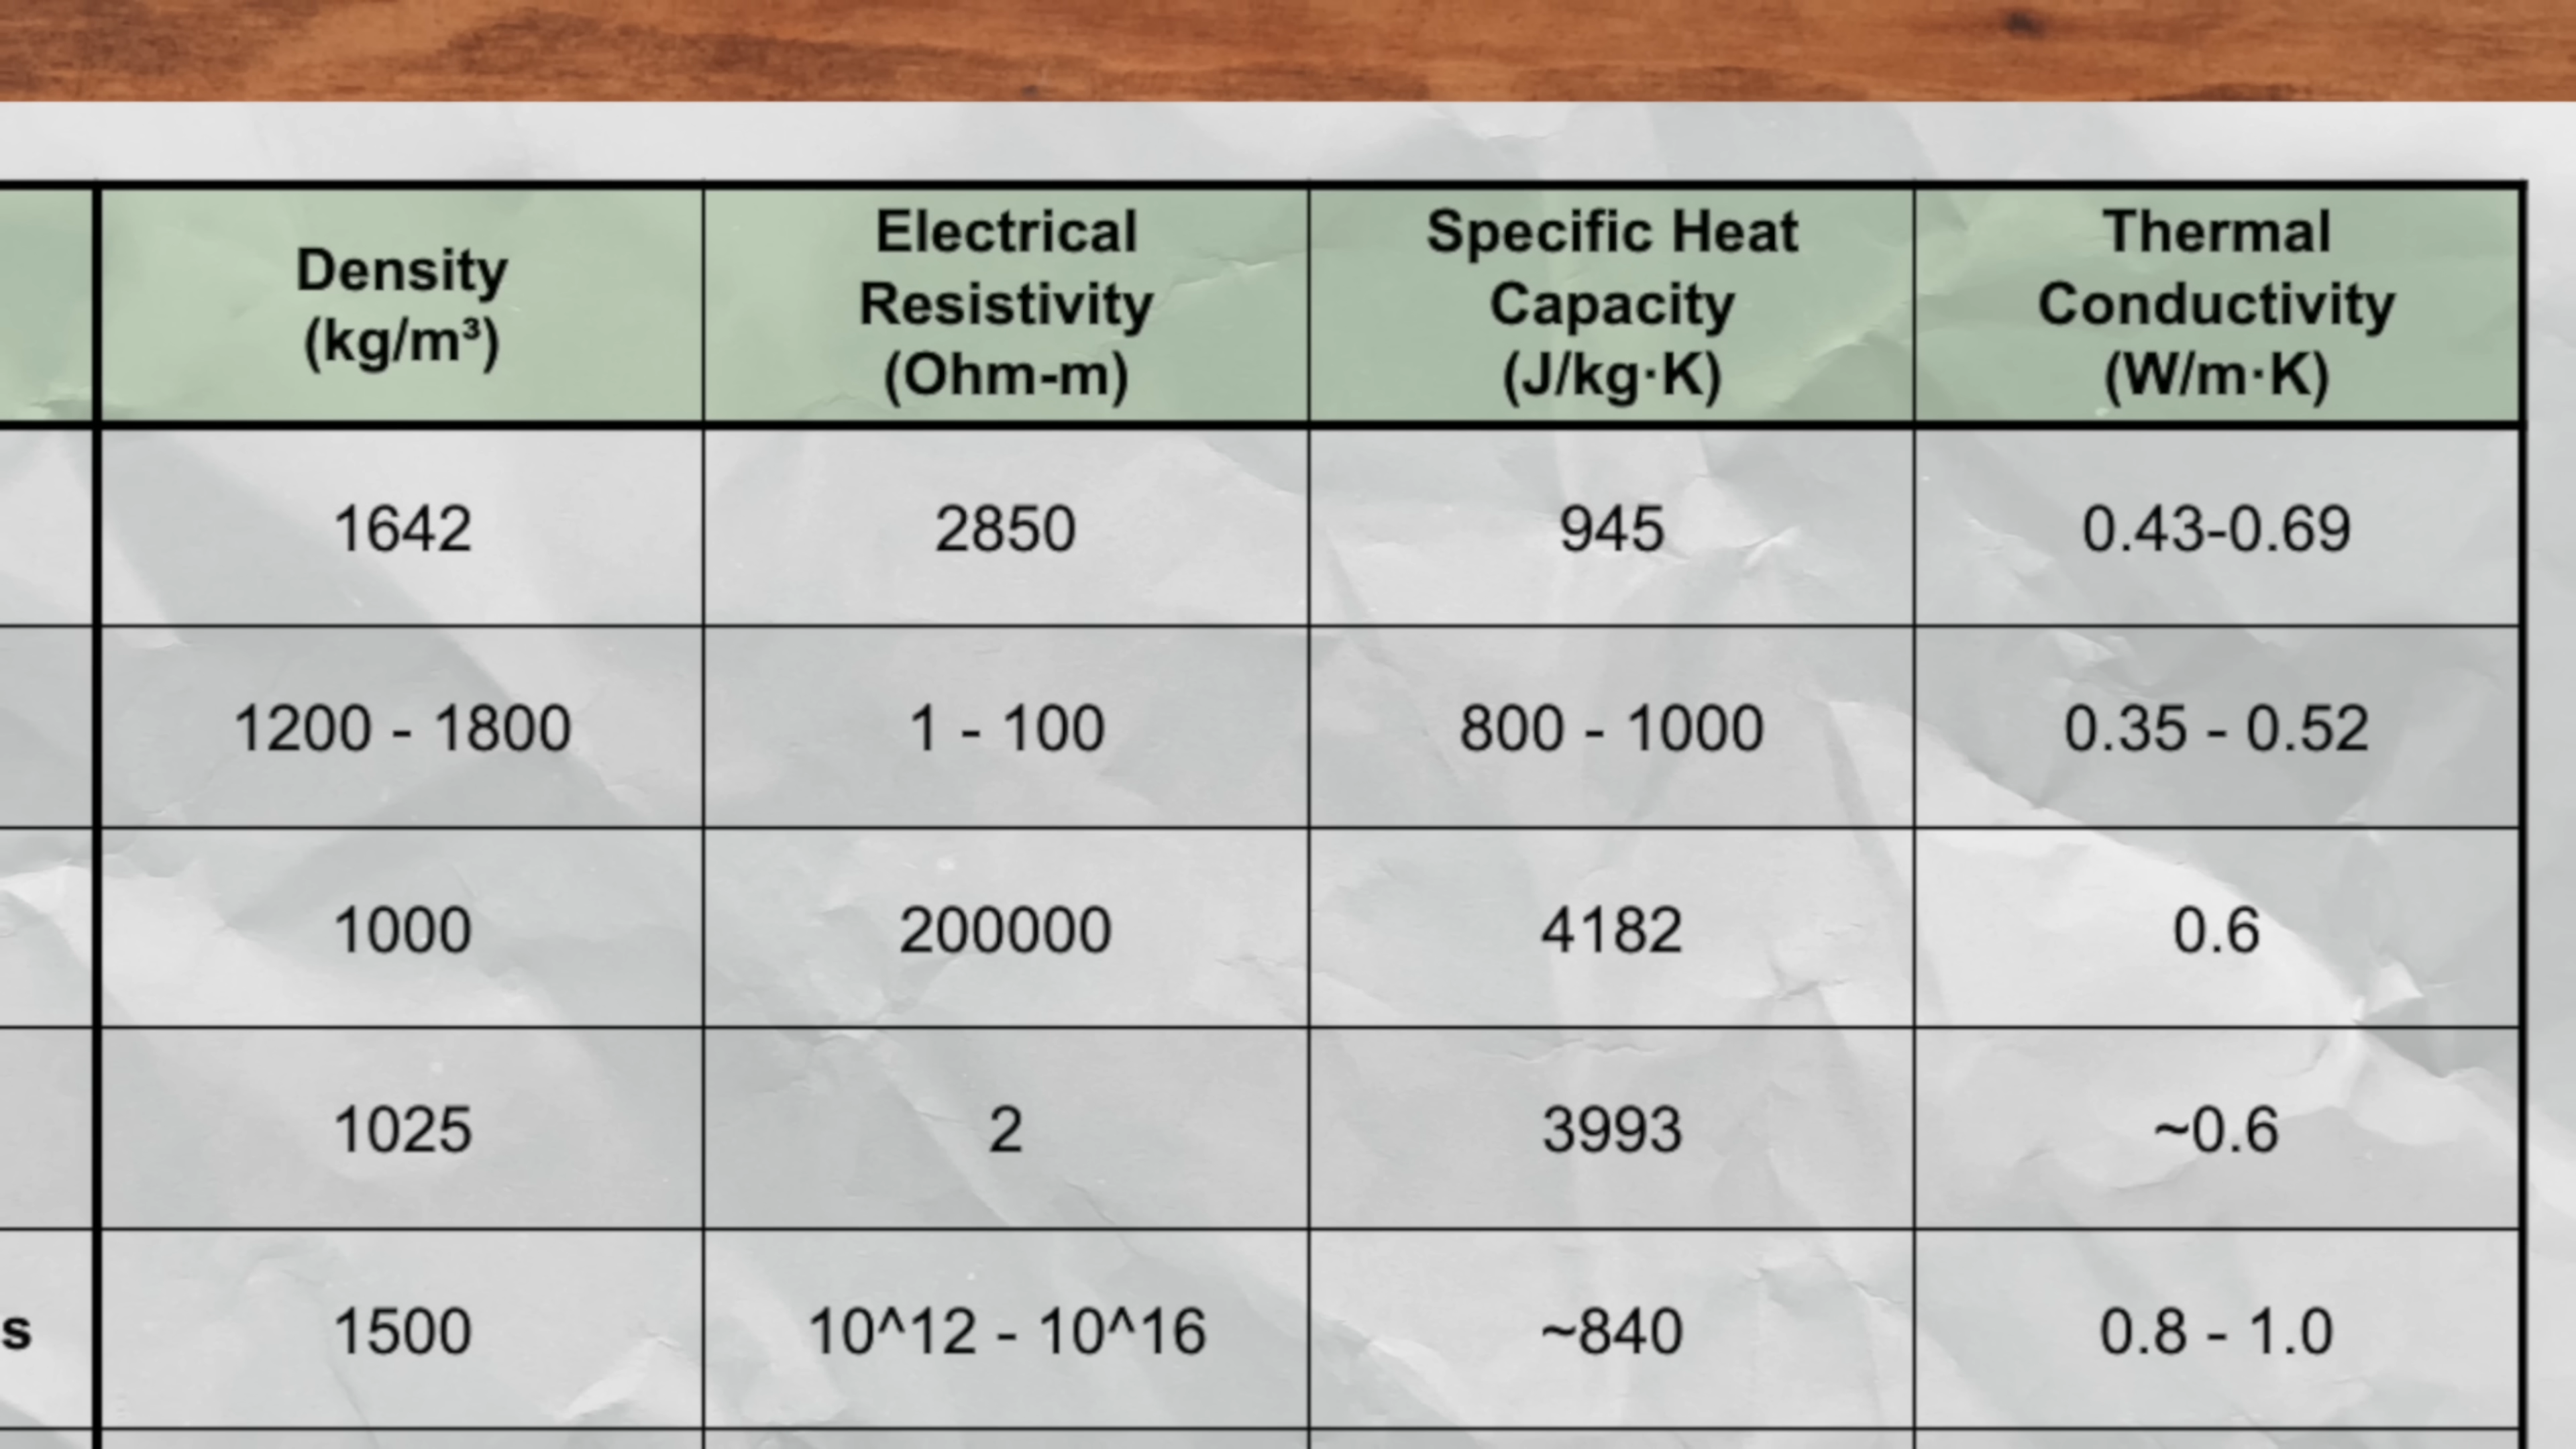 Density
(kg/m³)
Electrical
Resistivity
(Ohm-m)
Specific Heat
Capacity
(J/kg·K)
Thermal
Conductivity
(W/m·K)
1642
2850
945
0.43-0.69
1200 - 1800
1 - 100
800 - 1000
0.35 - 0.52
1000
200000
4182
0.6
1025
2
3993
~0.6
s
1500
10^12 - 10^16
~840
0.8 - 1.0